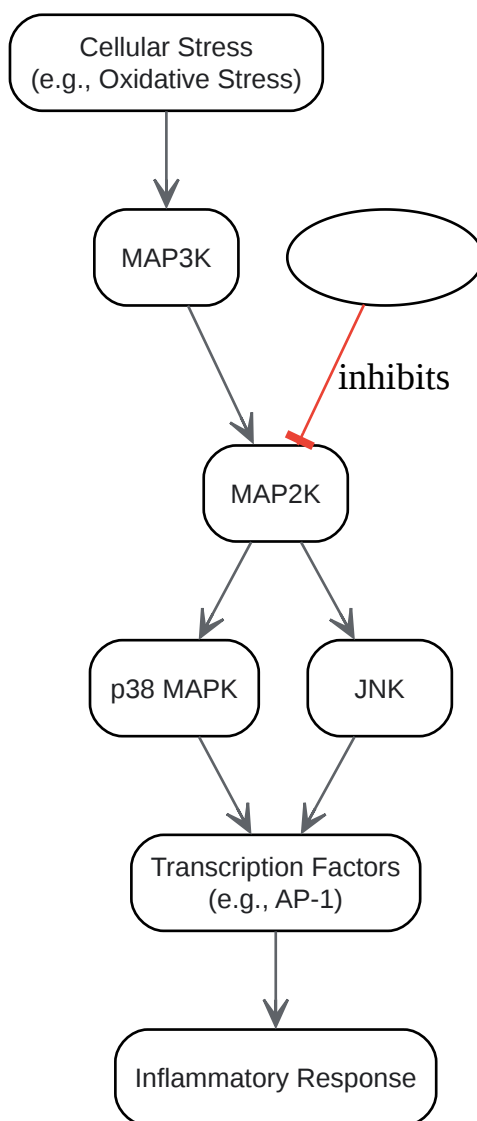 Cellular Stress
(e.g., Oxidative Stress)
MAP3K
inhibits
MAP2K
p38 MAPK
JNK
Transcription Factors
(e.g., AP-1)
Inflammatory Response